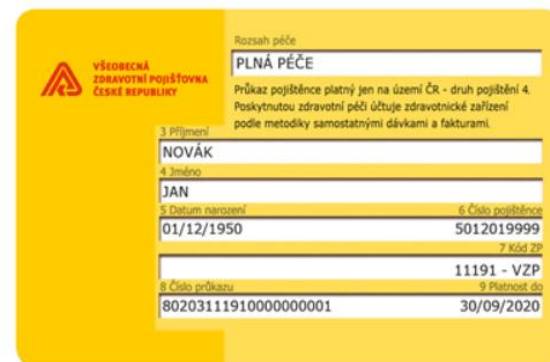 VŠEOBECNÁ
ZDRAVOTNÍ POJIŠŤOVNA
ČESKÉ REPUBLIKY
Rozsah péče
PLNÁ PÉČE
Průkaz pojištěnce platný jen na území ČR - druh pojištění 4.
Poskytnutou zdravotní péči účtuje zdravotnické zařízení
podle metodiky samostatnými dávkami a fakturami.
3 Příjmení
NOVÁK
4 Jméno
JAN
5 Datum narození 6 Číslo pojištěnce
01/12/1950 5012019999
7 Kód ZP
11191 - VZP
8 Číslo průkazu 9 Platnost do
80203111910000000001 30/09/2020